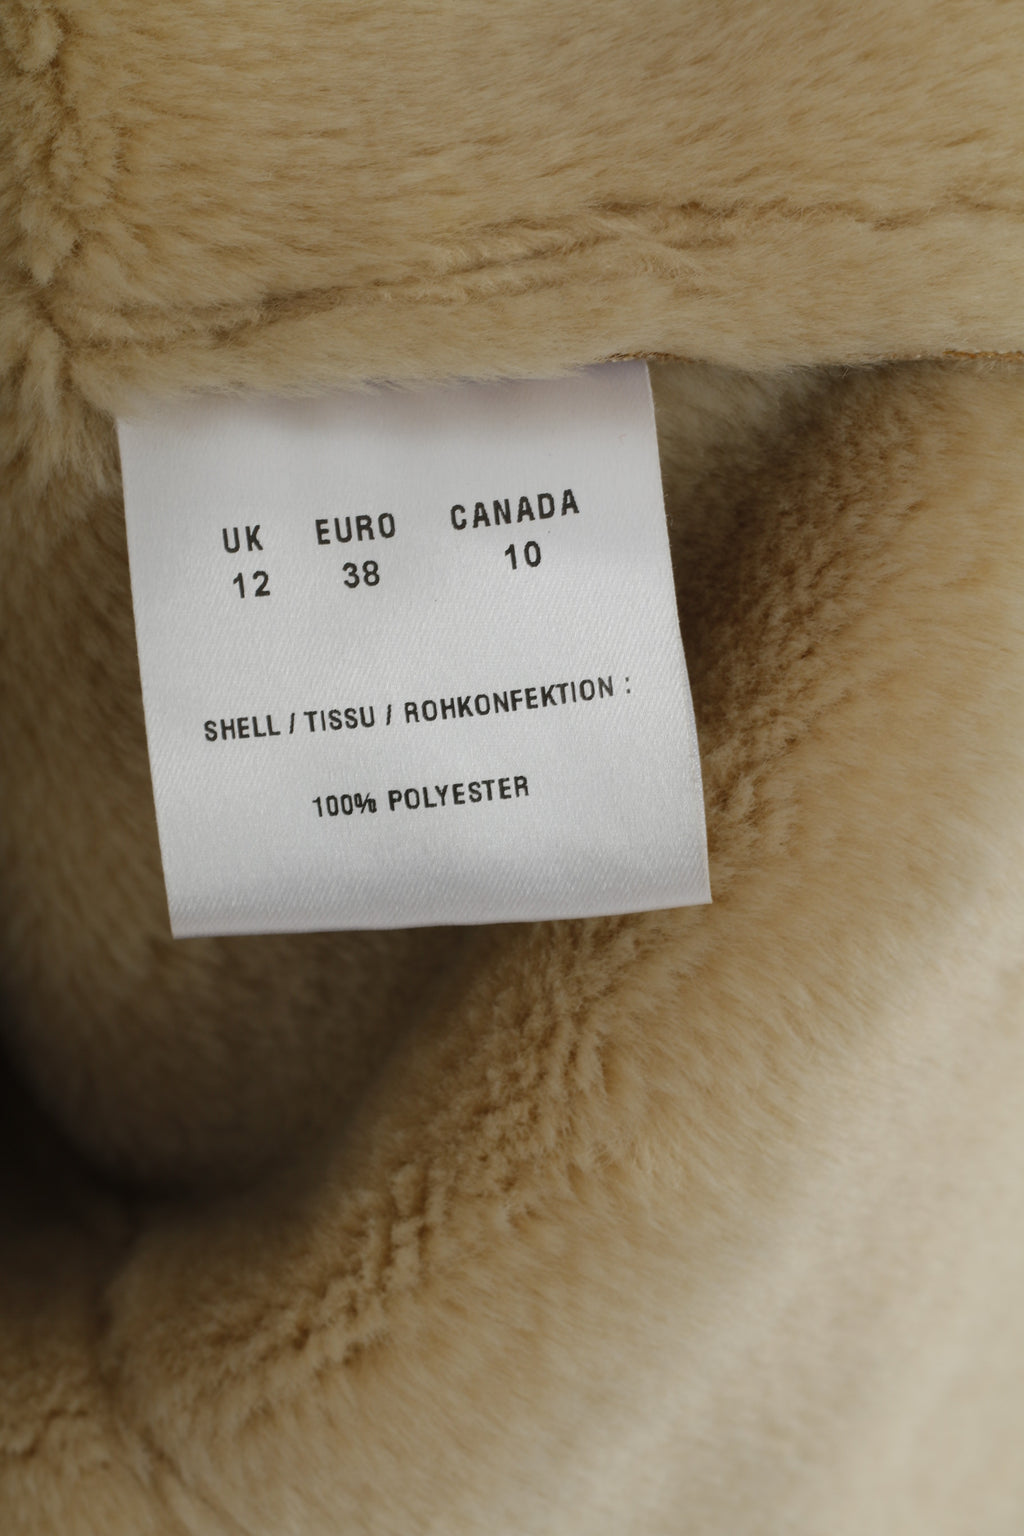 UK EURO CANADA
12 38 10
SHELL / TISSU / ROHKONFEKTION :
100% POLYESTER